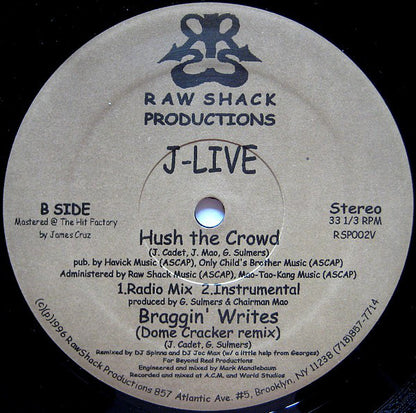 RAW SHACK
PRODUCTIONS
J-LIVE
B SIDE
Mastered @ The Hit Factory
by James Cruz
Stereo
33 1/3 RPM
RSP002V
Hush the Crowd
(J. Cadet, J. Mao, G. Sulmers)
pub. by Havick Music (ASCAP), Only Child's Brother Music (ASCAP)
Administered by Raw Shack Music (ASCAP), Mao-Tao-Kang Music (ASCAP)
1.Radio Mix 2.Instrumental
produced by G. Sulmers & Chairman Mao
Braggin' Writes
(Dome Cracker remix)
(J. Cadet, G. Sulmers)
Remixed by DJ Spinna and DJ Joc Max (w/ a little help from Georges)
For Beyond Real Productions
Engineered and mixed by Mark Mandlebaum
Recorded and mixed at A.C.M. and World Studios
(c)(p)1996 RawShack Productions 857 Atlantic Ave. #5, Brooklyn, NY 11238 (718)857-7714